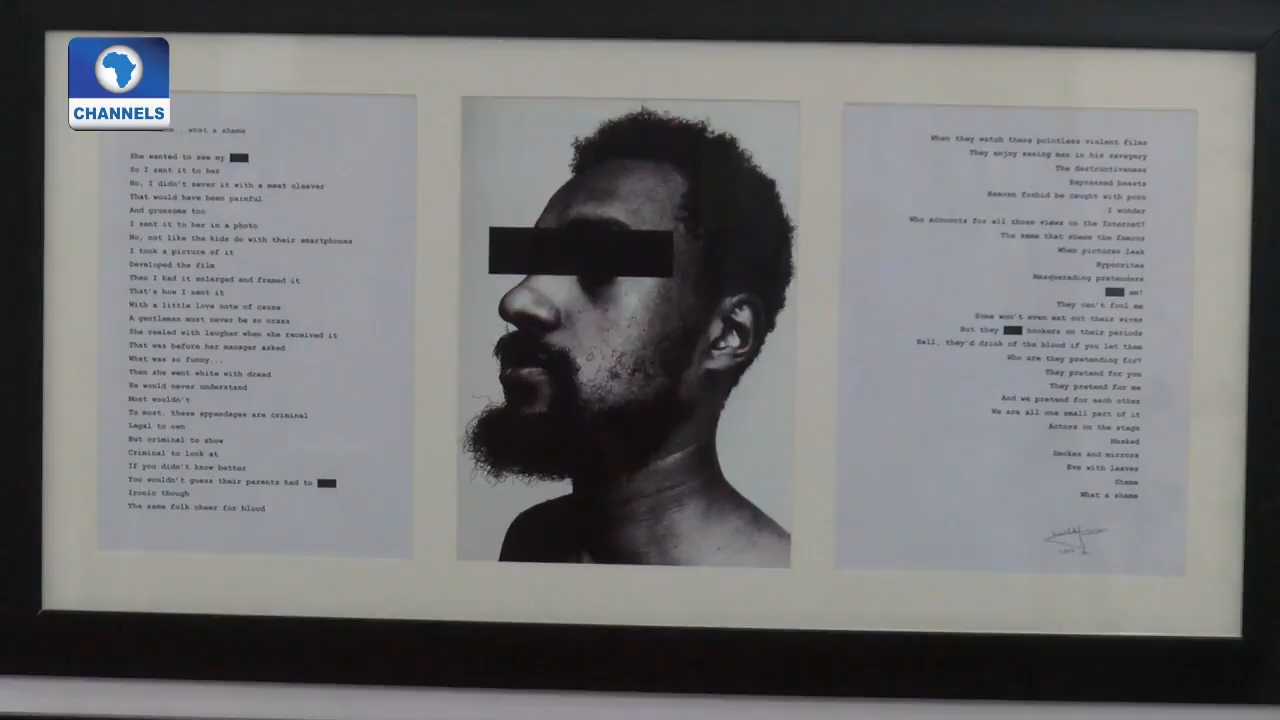 CHANNELS
what a shame
She wanted to see my
So I sent it to her
No, I didn't sever it with a meat cleaver
That would have been painful
And gruesome too
I sent it to her in a photo
No, not like the kids do with their smartphones
I took a picture of it
Developed the film
Then I had it enlarged and framed it
That's how I sent it
With a little love note of cause
A gentleman must never be so crass
She realed with laugher when she received it
That was before her manager asked
What was so funny...
Then she went white with dread
He would never understand
Most wouldn't
To most, these appendages are criminal
Legal to own
But criminal to show
Criminal to look at
If you didn't know better
You wouldn't guess their parents had to
Ironic though
The same folk cheer for blood
When they watch these pointless violent films
They enjoy seeing man in his savagery
The destructiveness
Repressed beasts
Heaven forbid be caught with porn
I wonder
Who accounts for all those views on the Internet?
The same that shame the famous
When pictures leak
Hypocrites
Masquerading pretenders
em!
They can't fool me
Some won't even eat out their wives
But they hookers on their periods
Hell, they'd drink of the blood if you let them
Who are they pretending for?
They pretend for you
They pretend for me
And we pretend for each other
We are all one small part of it
Actors on the stage
Masked
Smokes and mirrors
Eve with leaves
Shame
What a shame